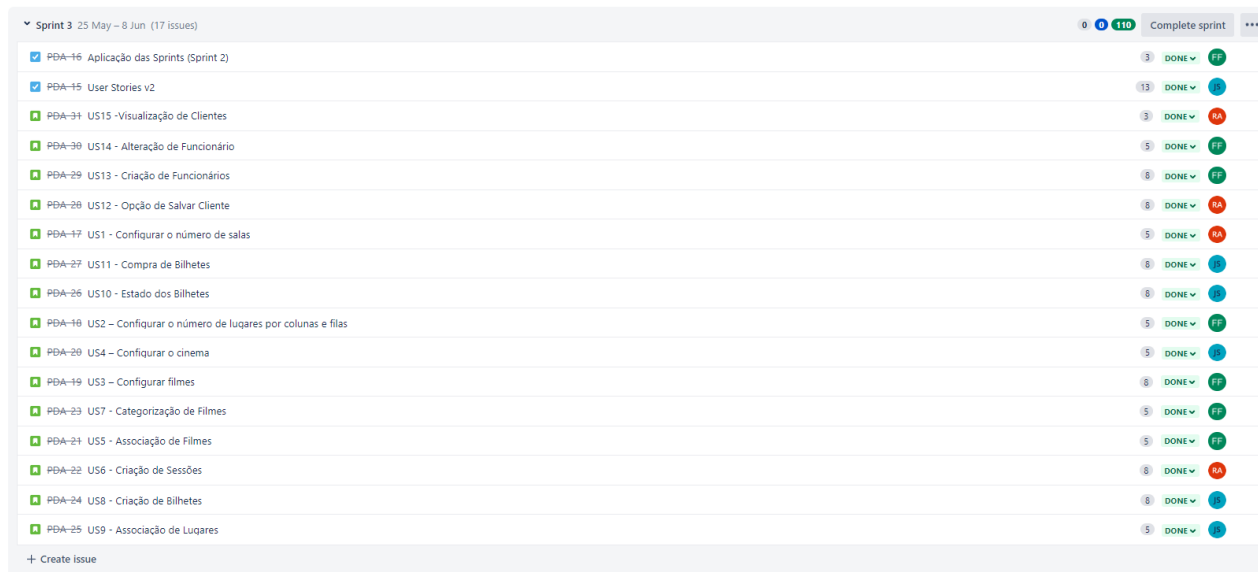 Sprint 3 25 May – 8 Jun (17 issues) 0 0 110 Complete sprint
PDA-16 Aplicação das Sprints (Sprint 2) 3 DONE FF
PDA-15 User Stories v2 13 DONE JS
PDA-31 US15 -Visualização de Clientes 3 DONE RA
PDA-30 US14 - Alteração de Funcionário 5 DONE FF
PDA-29 US13 - Criação de Funcionários 8 DONE FF
PDA-28 US12 - Opção de Salvar Cliente 8 DONE RA
PDA-17 US1 - Configurar o número de salas 5 DONE RA
PDA-27 US11 - Compra de Bilhetes 8 DONE JS
PDA-26 US10 - Estado dos Bilhetes 8 DONE JS
PDA-18 US2 – Configurar o número de lugares por colunas e filas 5 DONE FF
PDA-20 US4 – Configurar o cinema 5 DONE JS
PDA-19 US3 – Configurar filmes 8 DONE FF
PDA-23 US7 - Categorização de Filmes 5 DONE FF
PDA-21 US5 - Associação de Filmes 5 DONE FF
PDA-22 US6 - Criação de Sessões 8 DONE RA
PDA-24 US8 - Criação de Bilhetes 8 DONE JS
PDA-25 US9 - Associação de Lugares 5 DONE JS
+ Create issue